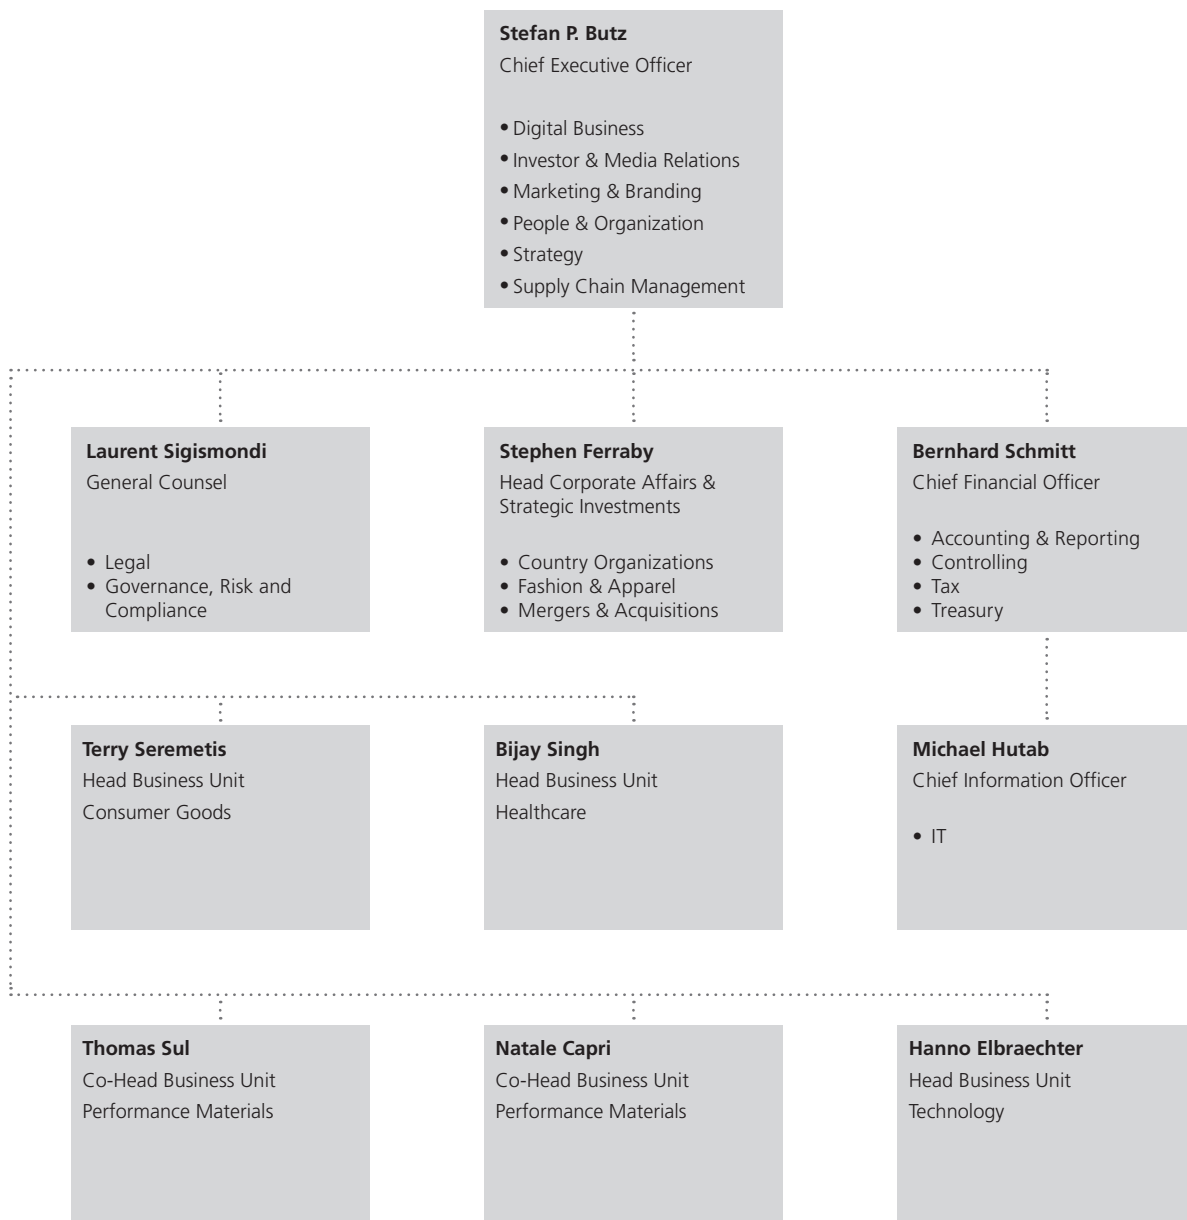 Stefan P. Butz
Chief Executive Officer
• Digital Business
• Investor & Media Relations
• Marketing & Branding
• People & Organization
• Strategy
• Supply Chain Management
Laurent Sigismondi
General Counsel
• Legal
• Governance, Risk and
Compliance
Stephen Ferraby
Head Corporate Affairs &
Strategic Investments
• Country Organizations
• Fashion & Apparel
• Mergers & Acquisitions
Bernhard Schmitt
Chief Financial Officer
• Accounting & Reporting
• Controlling
• Tax
• Treasury
Terry Seremetis
Head Business Unit
Consumer Goods
Bijay Singh
Head Business Unit
Healthcare
Michael Hutab
Chief Information Officer
• IT
Thomas Sul
Co-Head Business Unit
Performance Materials
Natale Capri
Co-Head Business Unit
Performance Materials
Hanno Elbraechter
Head Business Unit
Technology